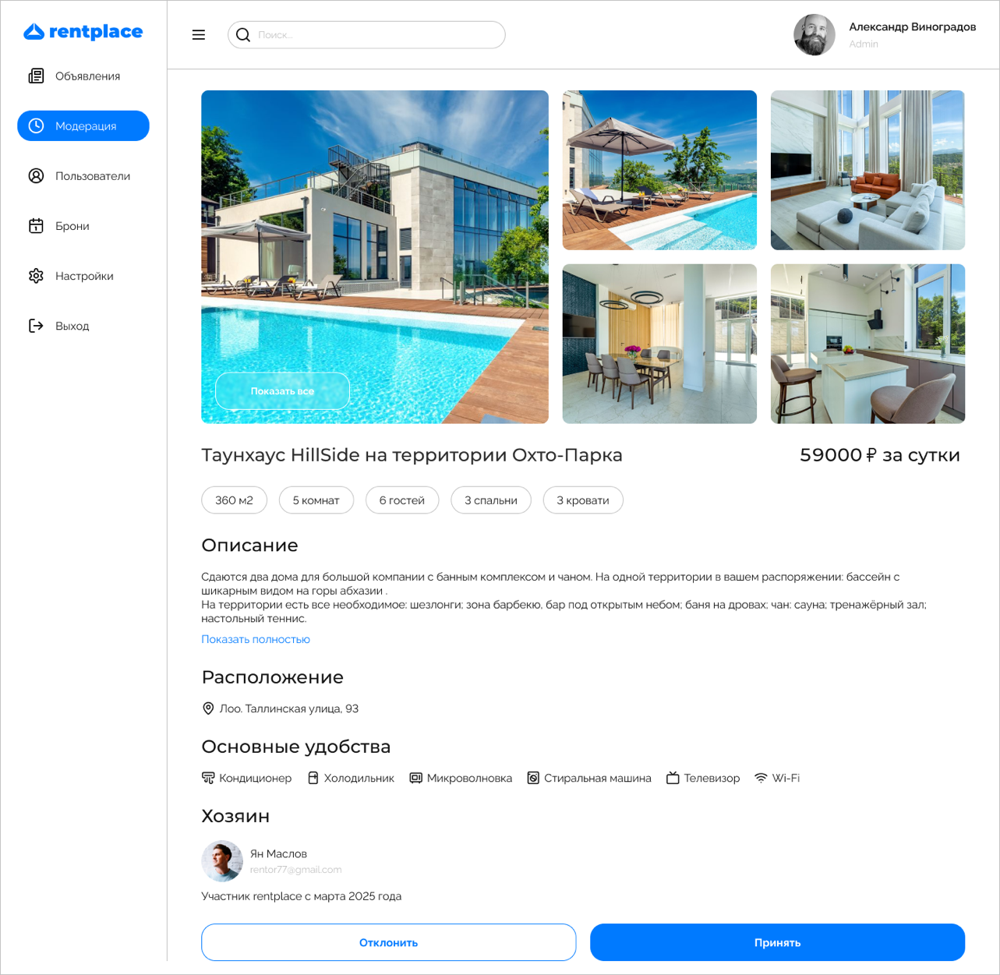 rentplace
Поиск...
Александр Виноградов
Admin
Объявления
Модерация
Пользователи
Брони
Настройки
Выход
Показать все
Таунхаус HillSide на территории Охто-Парка
59000 ₽ за сутки
360 м2
5 комнат
6 гостей
3 спальни
3 кровати
Описание
Сдаются два дома для большой компании с банным комплексом и чаном. На одной территории в вашем распоряжении: бассейн с
шикарным видом на горы абхазии .
На территории есть все необходимое: шезлонги; зона барбекю, бар под открытым небом; баня на дровах; чан: сауна; тренажёрный зал;
настольный теннис.
Показать полностью
Расположение
Лоо. Таллинская улица, 93
Основные удобства
Кондиционер
Холодильник
Микроволновка
Стиральная машина
Телевизор
Wi-Fi
Хозяин
Ян Маслов
rentor77@gmail.com
Участник rentplace с марта 2025 года
Отклонить
Принять